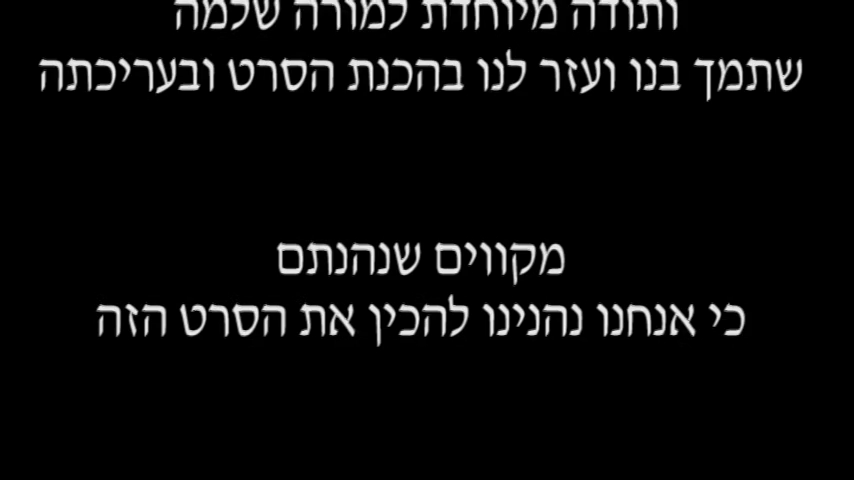 ותודה מיוחדת למורה שלמה
שתמך בנו ועזר לנו בהכנת הסרט ובעריכתה
מקווים שנהנתם
כי אנחנו נהנינו להכין את הסרט הזה